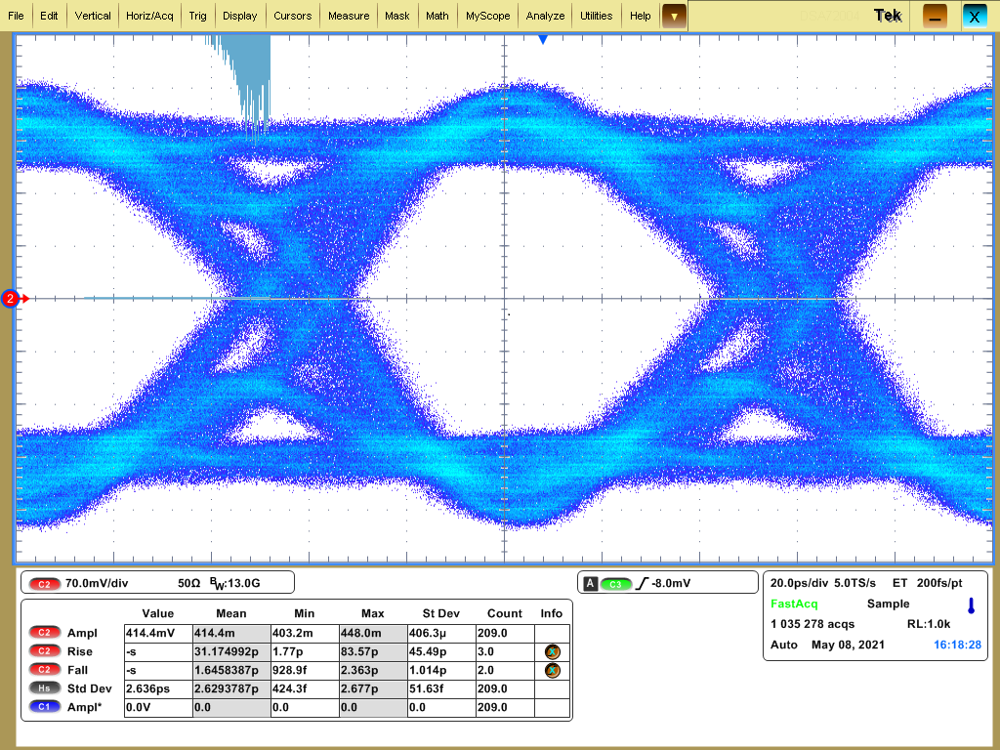 File Edit Vertical Horiz/Acq Trig Display Cursors Measure Mask Math MyScope Analyze Utilities Help Tek X
2
C2 70.0mV/div 50Ω BW:13.0G
A C3 -8.0mV
20.0ps/div 5.0TS/s ET 200fs/pt
FastAcq Sample
1 035 278 acqs RL:1.0k
Auto May 08, 2021 16:18:28
Value Mean Min Max St Dev Count Info
C2 Ampl 414.4mV 414.4m 403.2m 448.0m 406.3µ 209.0
C2 Rise -s 31.174992p 1.77p 83.57p 45.49p 3.0
C2 Fall -s 1.6458387p 928.9f 2.363p 1.014p 2.0
Hs Std Dev 2.636ps 2.6293787p 424.3f 2.677p 51.63f 209.0
C1 Ampl* 0.0V 0.0 0.0 0.0 0.0 209.0